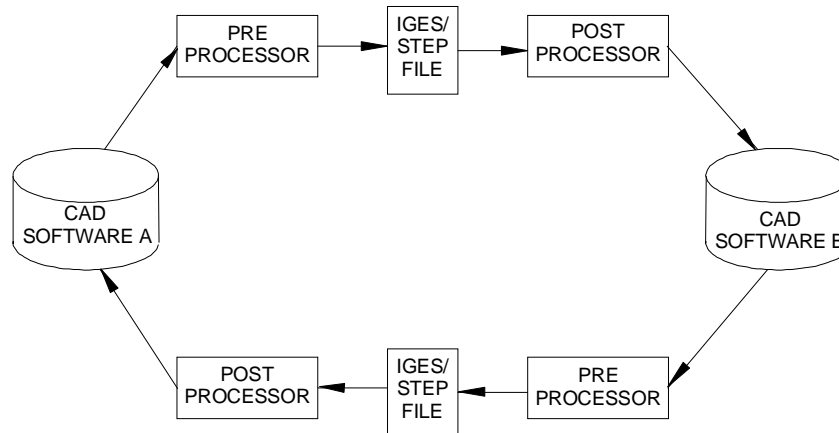 PRE
PROCESSOR
IGES/
STEP
FILE
POST
PROCESSOR
CAD
SOFTWARE A
CAD
SOFTWARE B
POST
PROCESSOR
IGES/
STEP
FILE
PRE
PROCESSOR